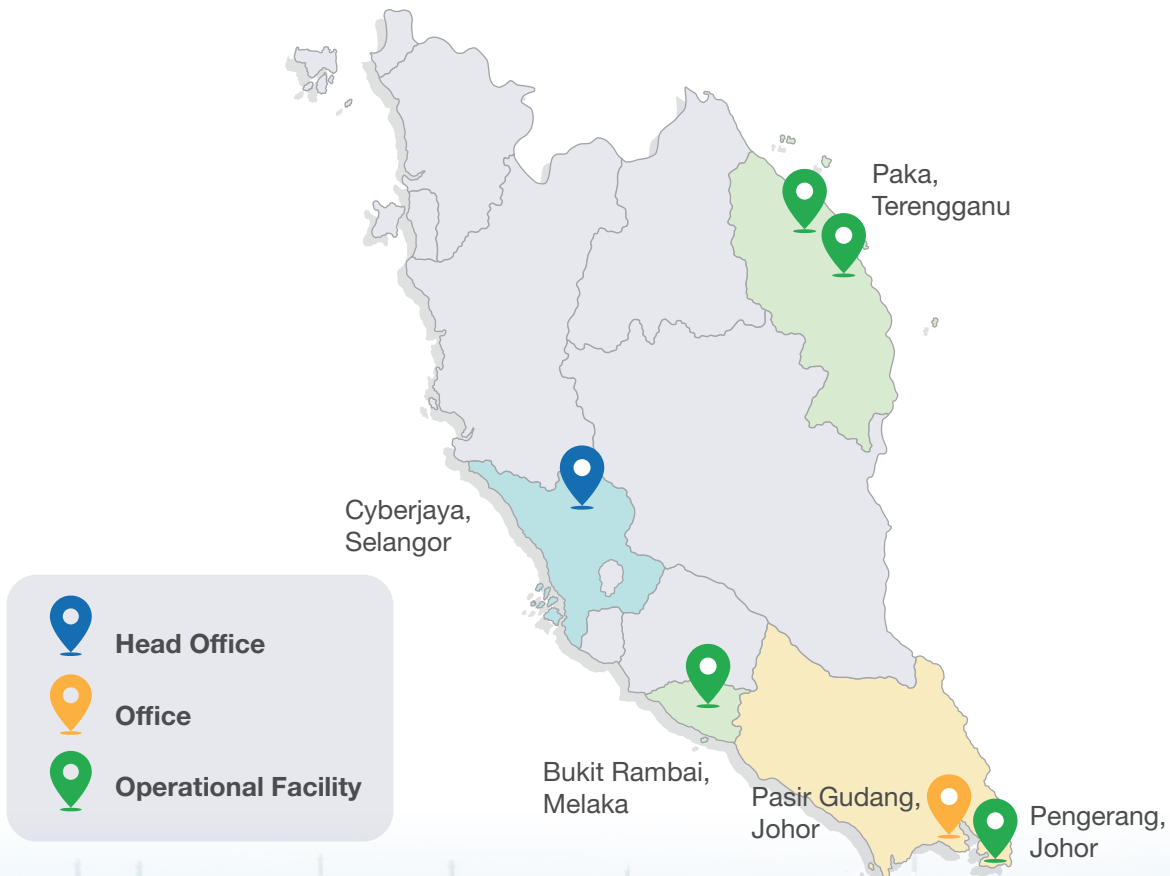 Paka,
Terengganu
Cyberjaya,
Selangor
Head Office
Office
Operational Facility
Bukit Rambai,
Melaka
Pasir Gudang,
Johor
Pengerang,
Johor